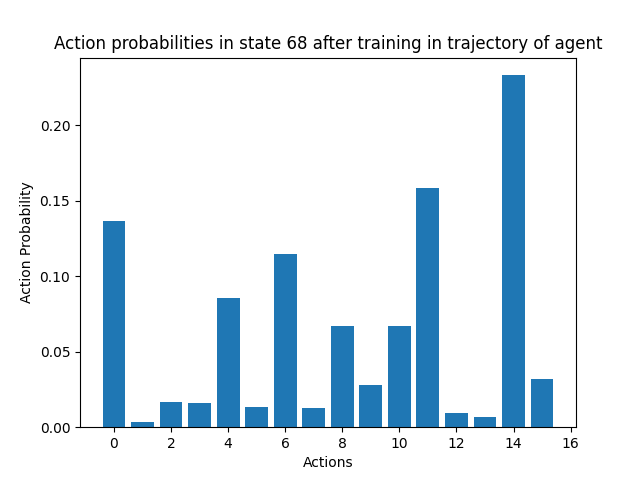 Action probabilities in state 68 after training in trajectory of agent
0.20
0.15
0.10
0.05
0.00
Action Probability
0 2 4 6 8 10 12 14 16
Actions